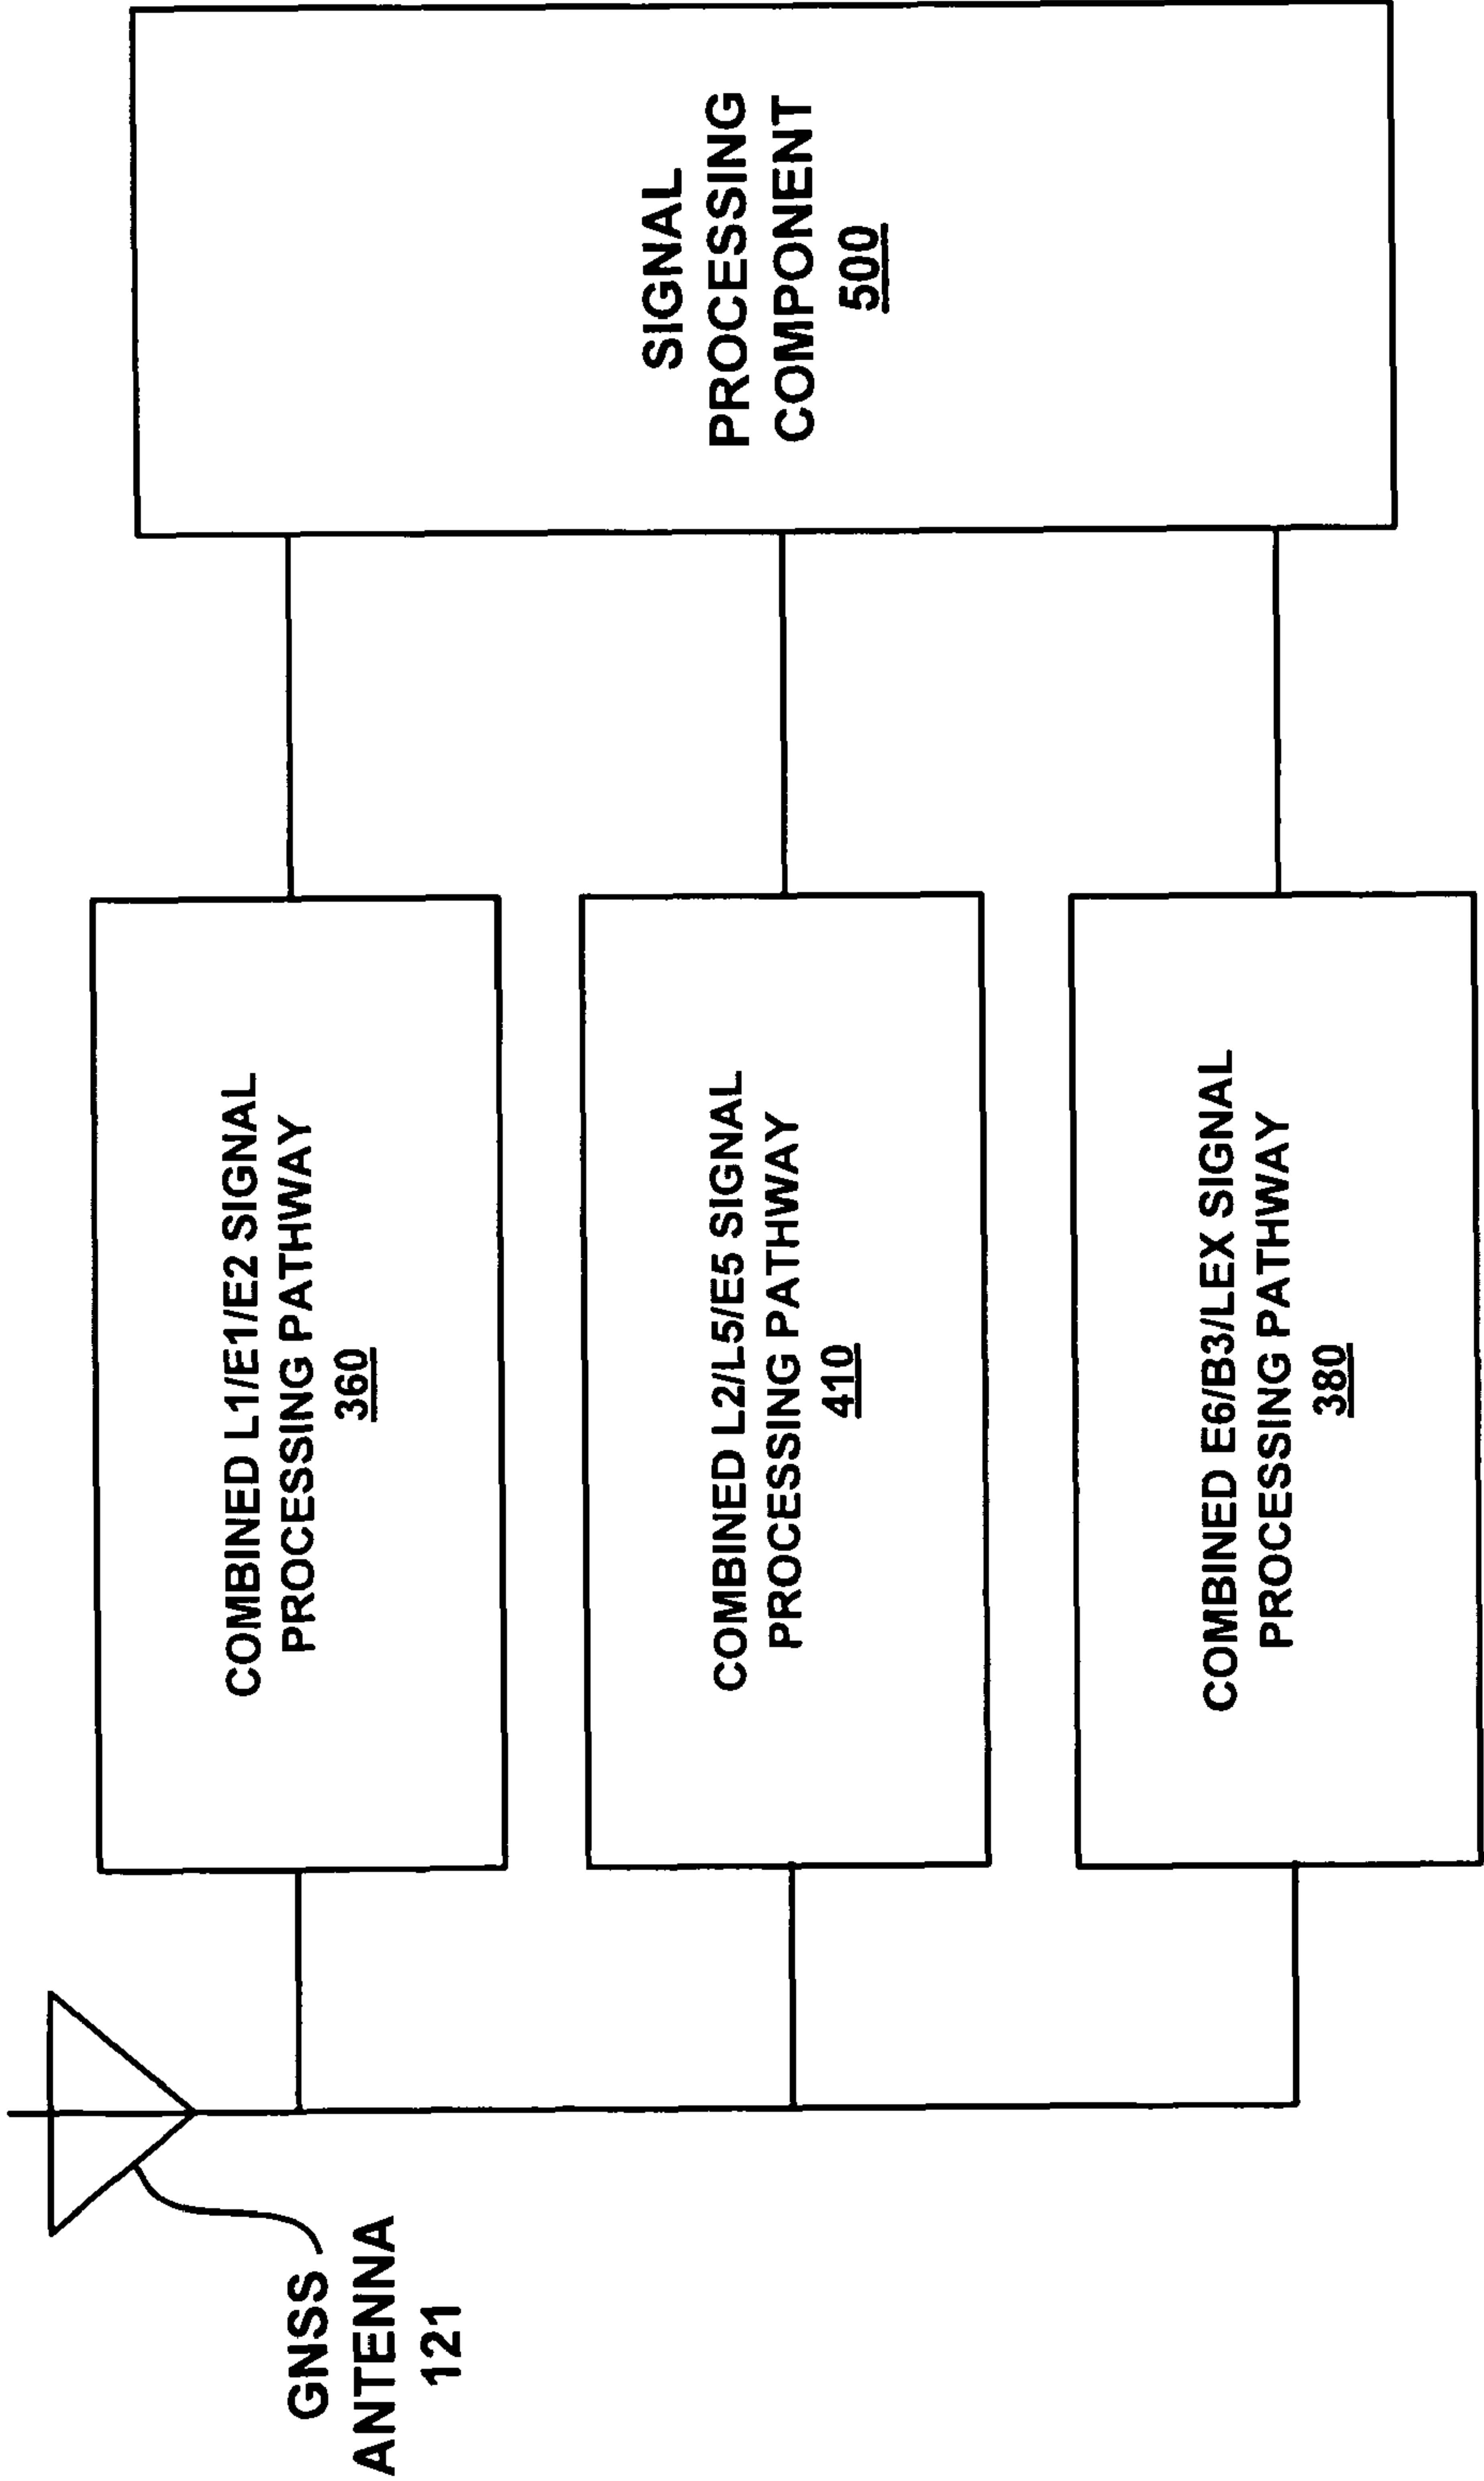 GNSS
ANTENNA
121
COMBINED L1/E1/E2 SIGNAL
PROCESSING PATHWAY
360
COMBINED L2/L5/E5 SIGNAL
PROCESSING PATHWAY
410
COMBINED E6/B3/LEX SIGNAL
PROCESSING PATHWAY
380
SIGNAL
PROCESSING
COMPONENT
500